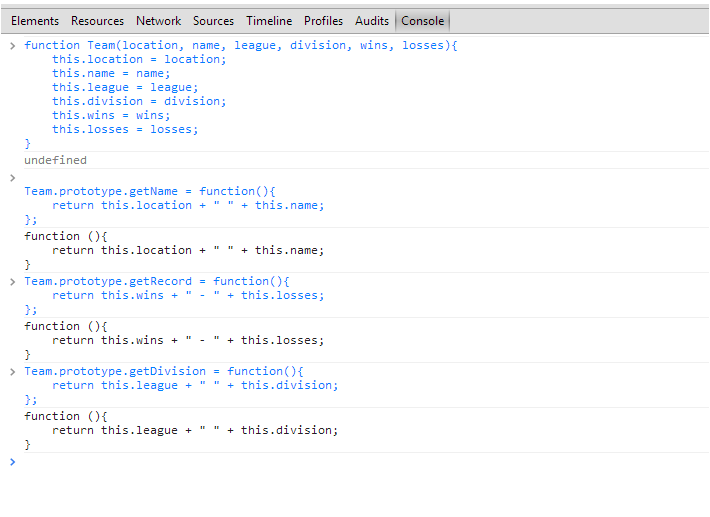 Elements Resources Network Sources Timeline Profiles Audits Console
> function Team(location, name, league, division, wins, losses){
this.location = location;
this.name = name;
this.league = league;
this.division = division;
this.wins = wins;
this.losses = losses;
}
undefined
>
Team.prototype.getName = function(){
return this.location + " " + this.name;
};
function (){
return this.location + " " + this.name;
}
> Team.prototype.getRecord = function(){
return this.wins + " - " + this.losses;
};
function (){
return this.wins + " - " + this.losses;
}
> Team.prototype.getDivision = function(){
return this.league + " " + this.division;
};
function (){
return this.league + " " + this.division;
}
>